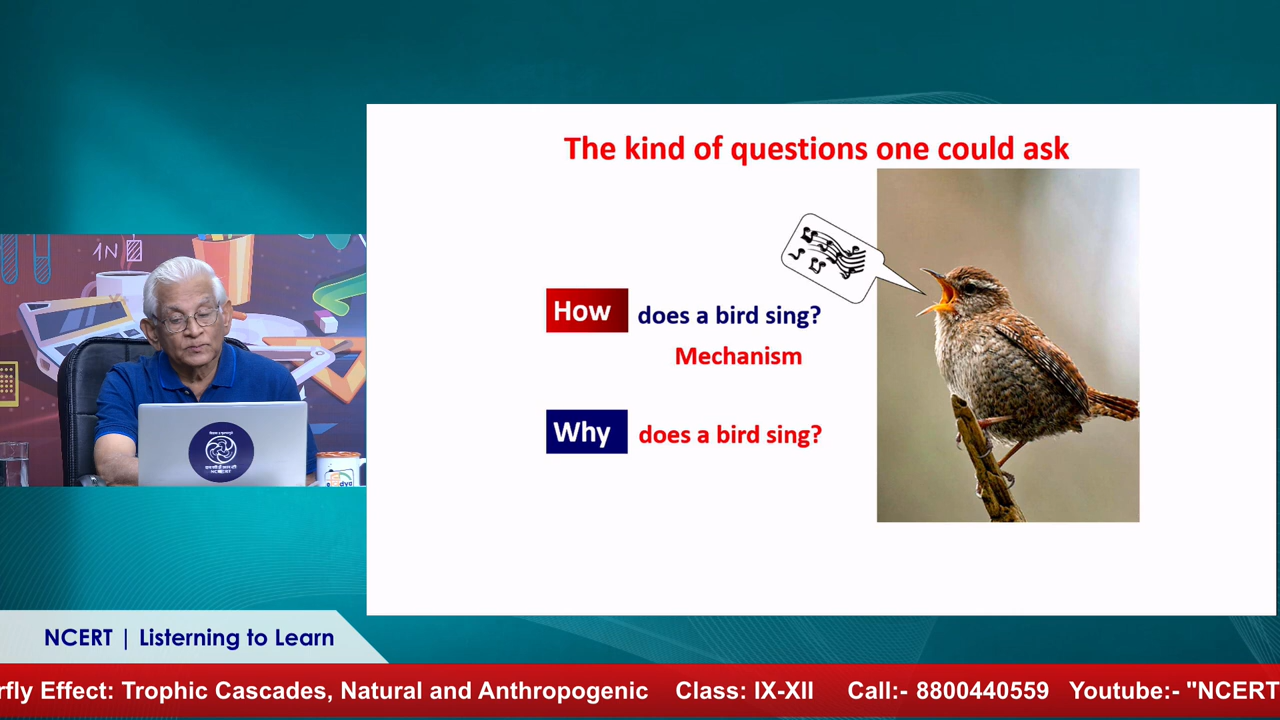 The kind of questions one could ask
How does a bird sing?
Mechanism
Why does a bird sing?
NCERT | Listerning to Learn
rfly Effect: Trophic Cascades, Natural and Anthropogenic Class: IX-XII Call:- 8800440559 Youtube:- "NCERT